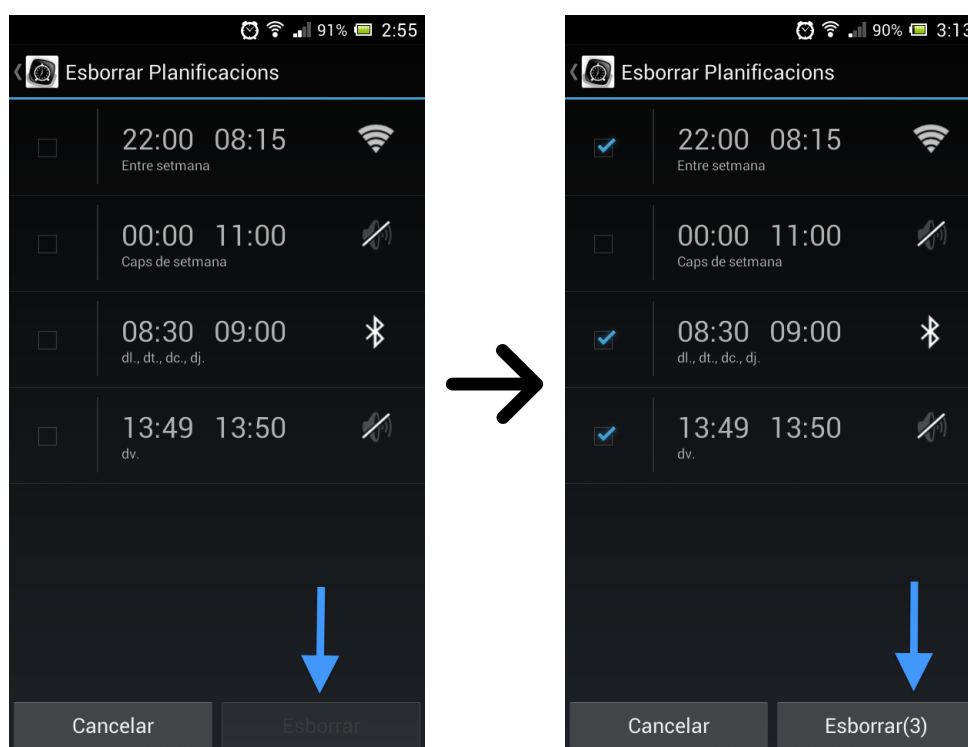 91% 2:55
Esborrar Planificacions
22:00 08:15
Entre setmana
00:00 11:00
Caps de setmana
08:30 09:00
dl., dt., dc., dj.
13:49 13:50
dv.
Cancelar Esborrar
90% 3:13
Esborrar Planificacions
22:00 08:15
Entre setmana
00:00 11:00
Caps de setmana
08:30 09:00
dl., dt., dc., dj.
13:49 13:50
dv.
Cancelar Esborrar(3)